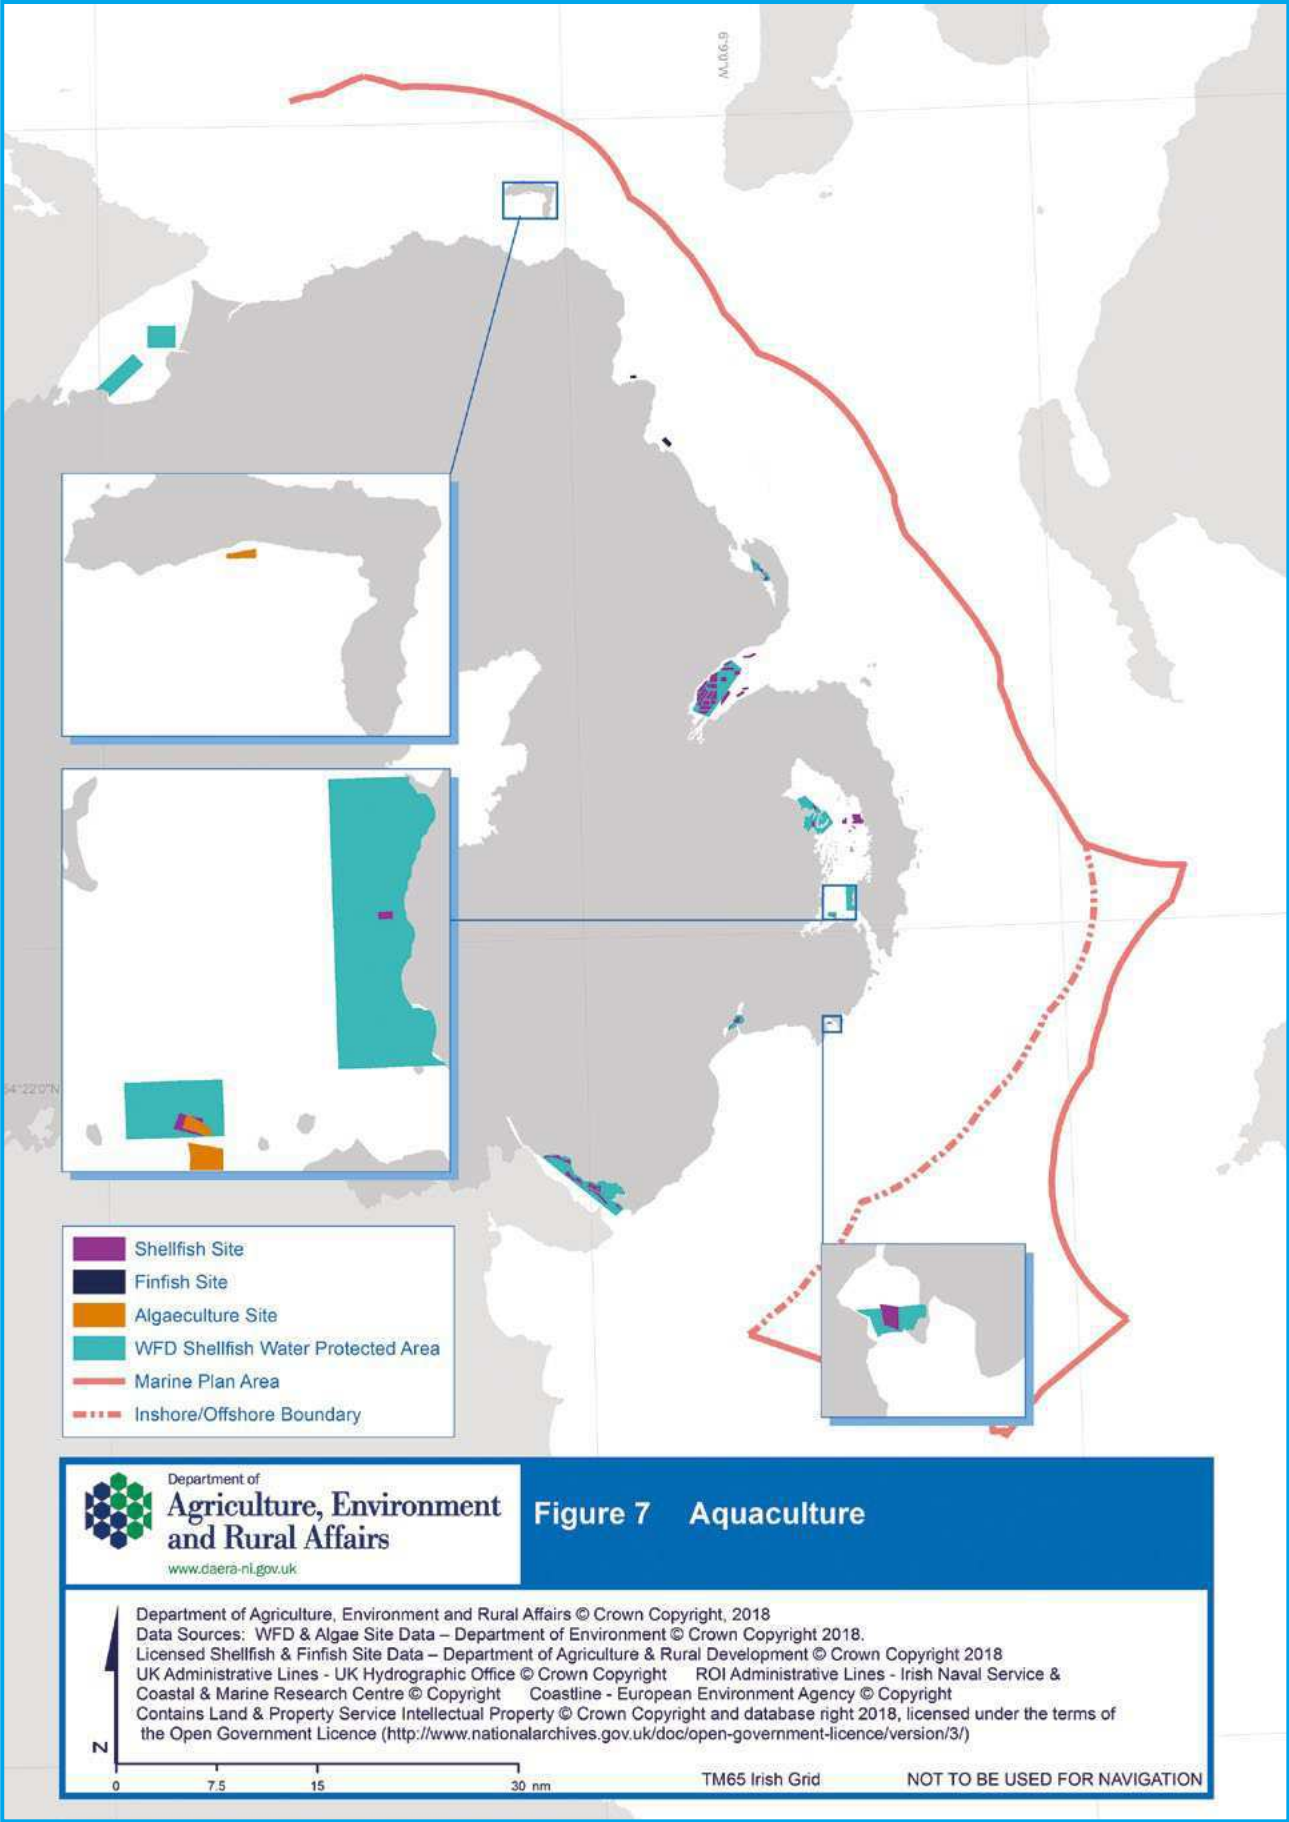 6°9'0"W
54°22'0"N
Shellfish Site
Finfish Site
Algaeculture Site
WFD Shellfish Water Protected Area
Marine Plan Area
Inshore/Offshore Boundary
Department of
Agriculture, Environment
and Rural Affairs
www.daera-ni.gov.uk
Figure 7 Aquaculture
Department of Agriculture, Environment and Rural Affairs © Crown Copyright, 2018
Data Sources: WFD & Algae Site Data – Department of Environment © Crown Copyright 2018.
Licensed Shellfish & Finfish Site Data – Department of Agriculture & Rural Development © Crown Copyright 2018
UK Administrative Lines - UK Hydrographic Office © Crown Copyright ROI Administrative Lines - Irish Naval Service &
Coastal & Marine Research Centre © Copyright Coastline - European Environment Agency © Copyright
Contains Land & Property Service Intellectual Property © Crown Copyright and database right 2018, licensed under the terms of
the Open Government Licence (http://www.nationalarchives.gov.uk/doc/open-government-licence/version/3/)
N
0 7.5 15 30 nm
TM65 Irish Grid NOT TO BE USED FOR NAVIGATION